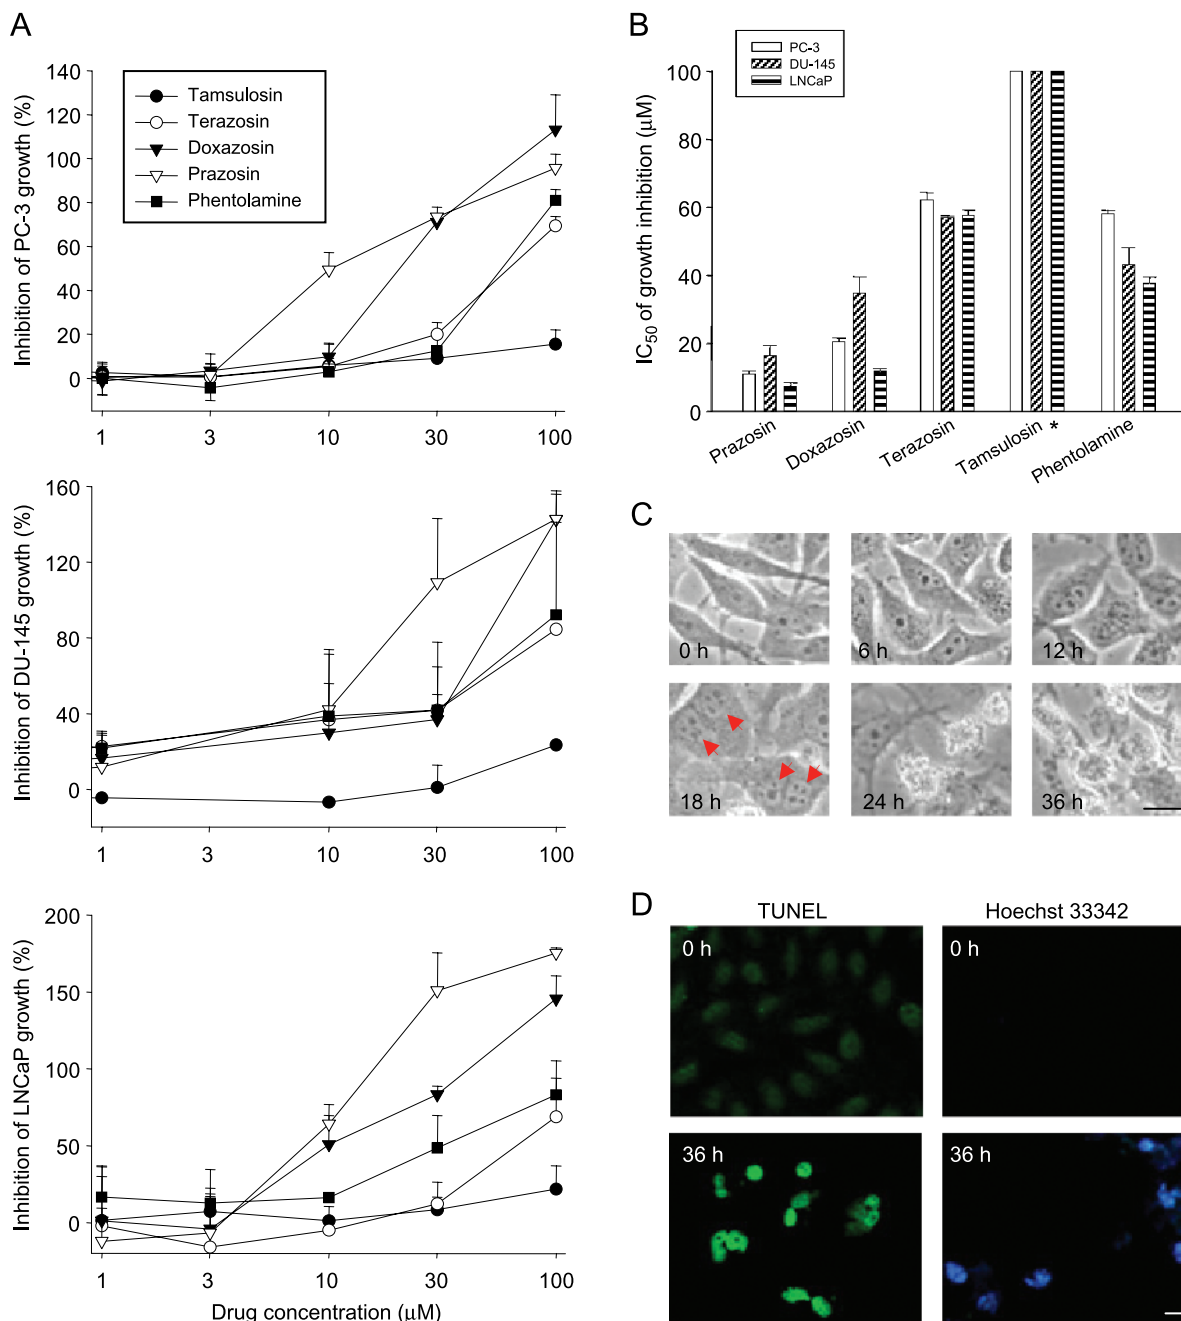 A
Inhibition of PC-3 growth (%)
140
120
100
80
60
40
20
0
Tamsulosin
Terazosin
Doxazosin
Prazosin
Phentolamine
1 3 10 30 100
Inhibition of DU-145 growth (%)
160
120
80
40
0
1 3 10 30 100
Inhibition of LNCaP growth (%)
200
150
100
50
0
1 3 10 30 100
Drug concentration (μM)
B
PC-3
DU-145
LNCaP
IC50 of growth inhibition (μM)
100
80
60
40
20
0
Prazosin
Doxazosin
Terazosin
Tamsulosin *
Phentolamine
C
0 h
6 h
12 h
18 h
24 h
36 h
D
TUNEL
Hoechst 33342
0 h
0 h
36 h
36 h